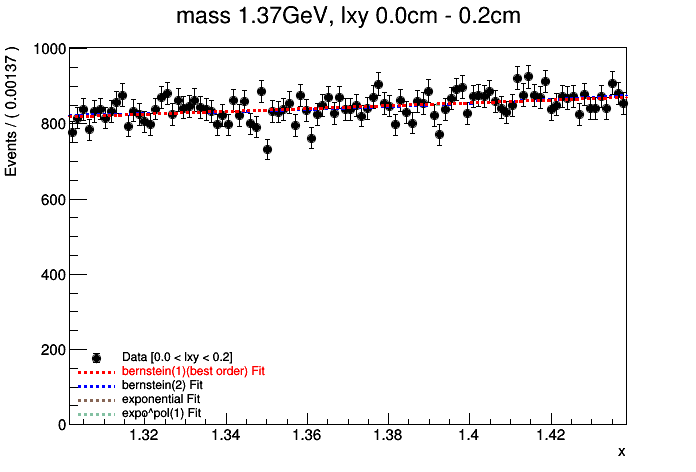 mass 1.37GeV, lxy 0.0cm - 0.2cm
Events / ( 0.00137 )
1000
800
600
400
200
0
Data [0.0 < lxy < 0.2]
bernstein(1)(best order) Fit
bernstein(2) Fit
exponential Fit
expo^pol(1) Fit
1.32 1.34 1.36 1.38 1.4 1.42
x